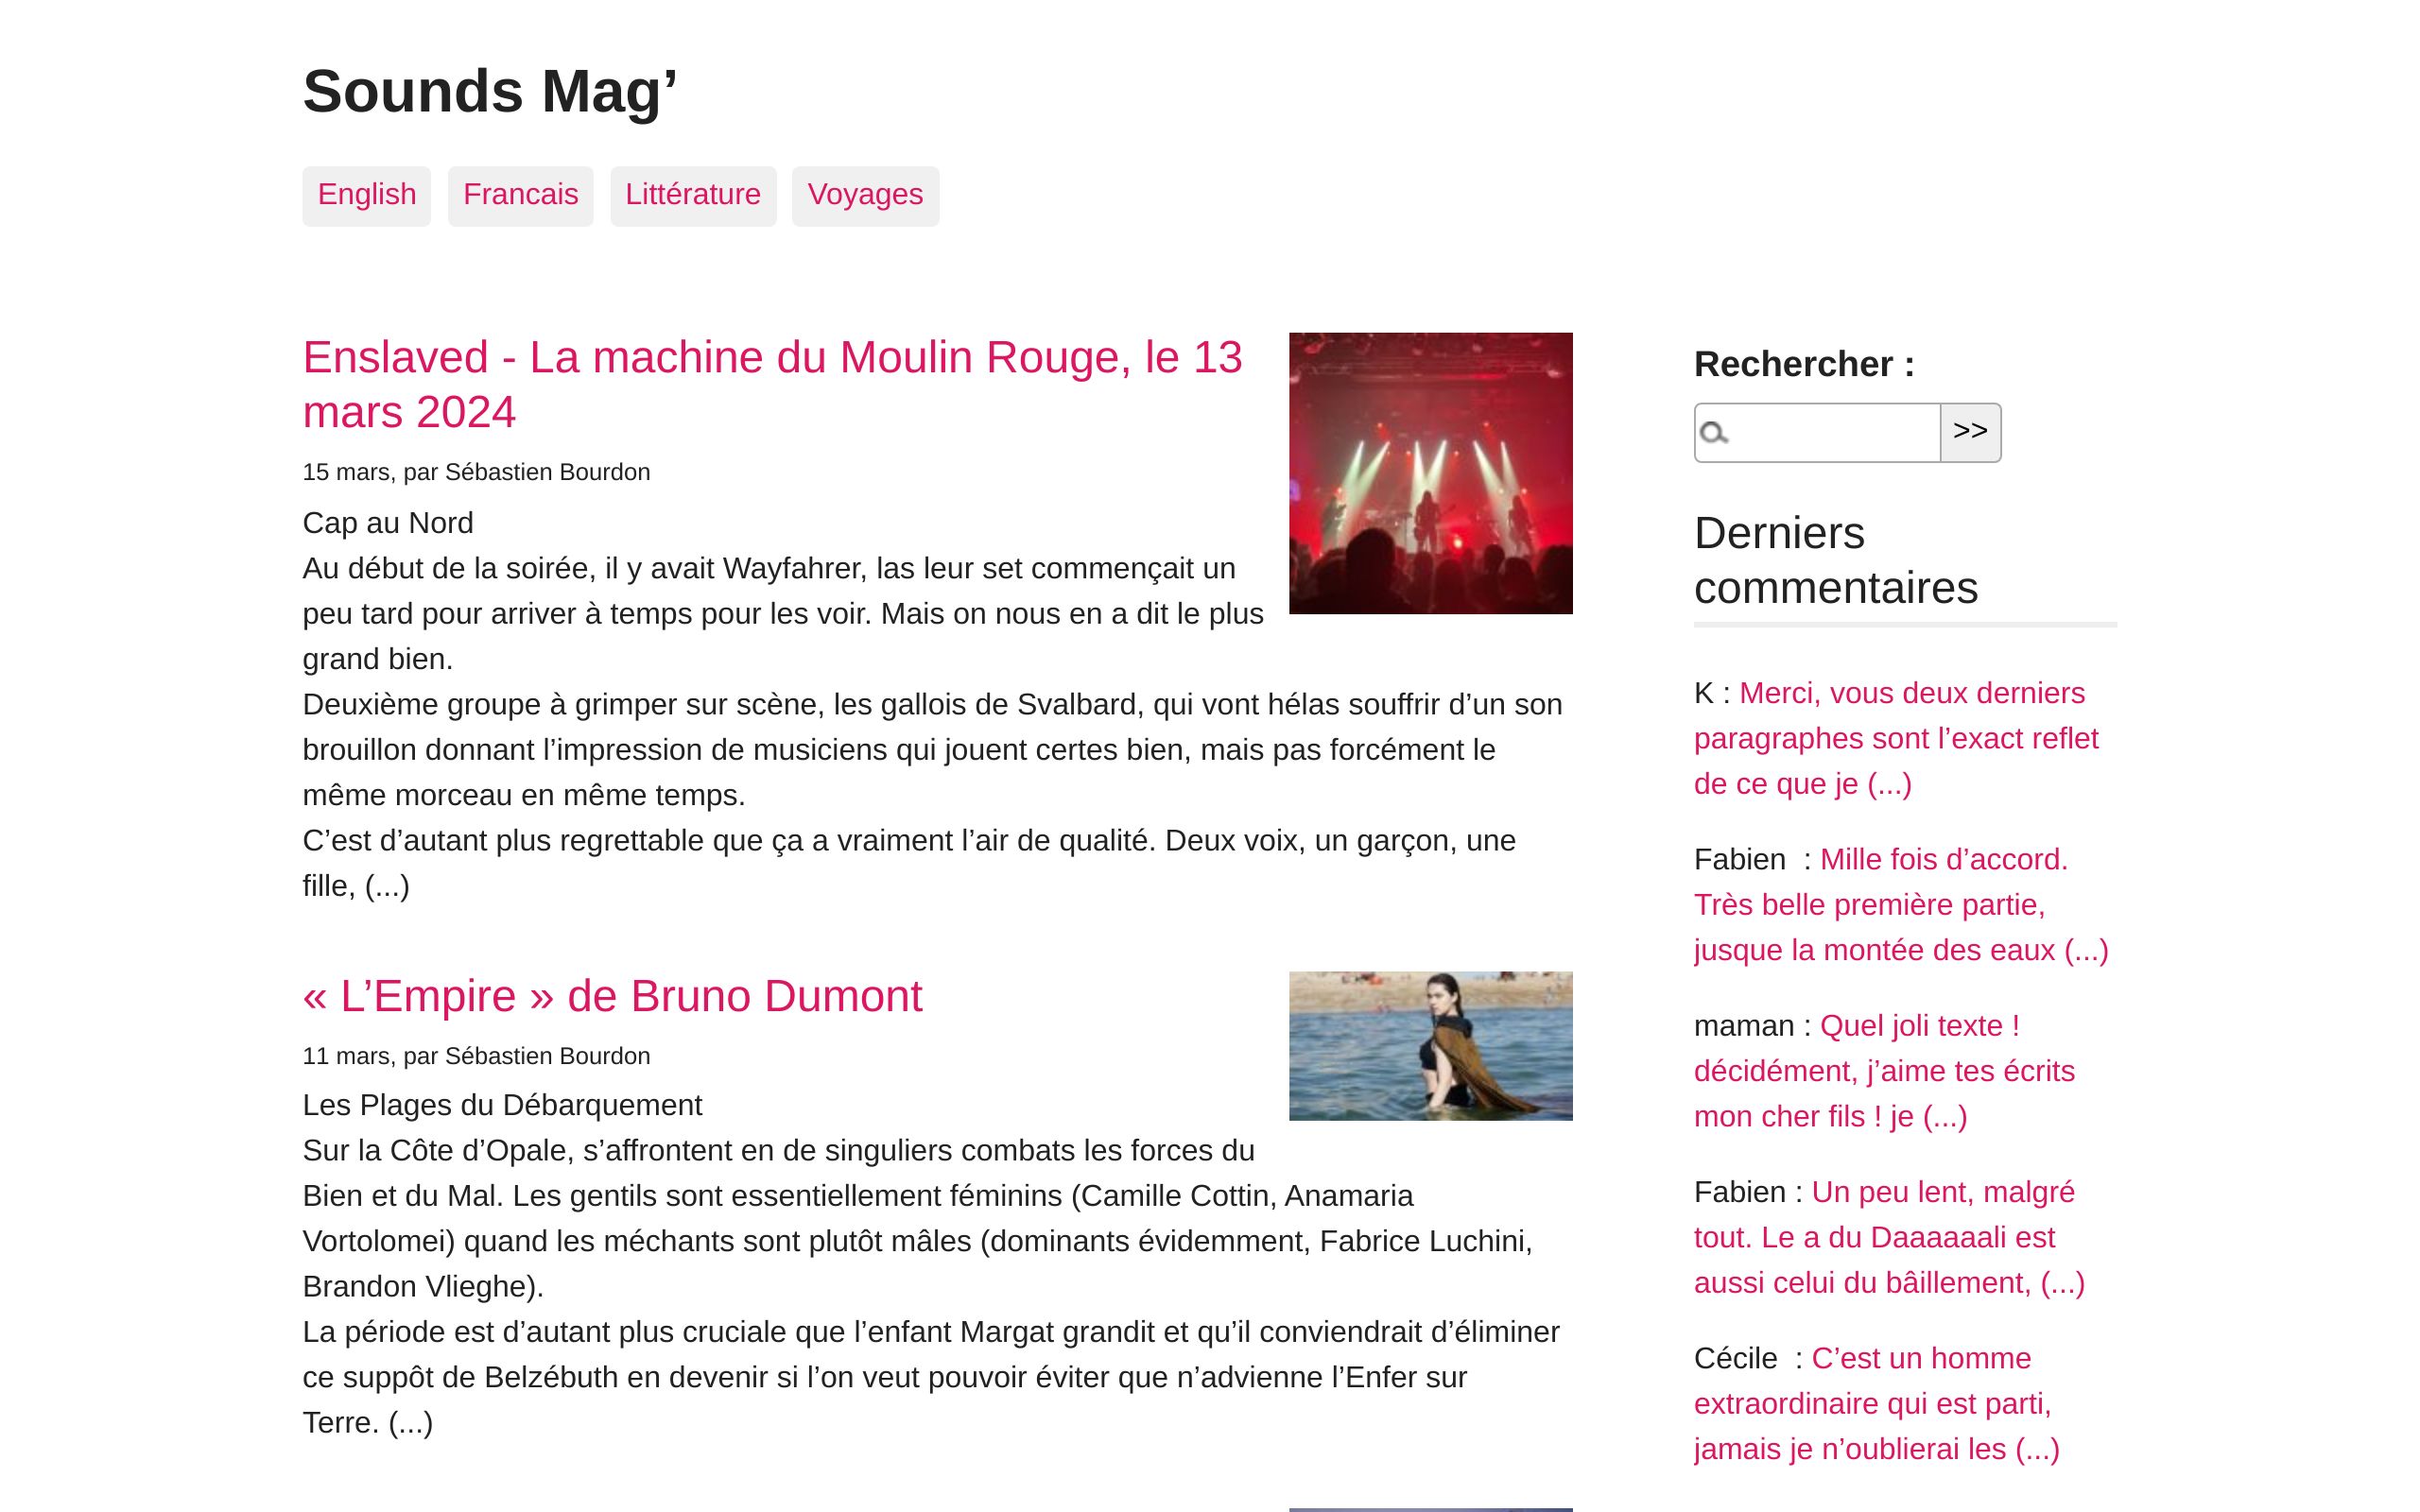 Sounds Mag’
English
Francais
Littérature
Voyages
Enslaved - La machine du Moulin Rouge, le 13
mars 2024
15 mars, par Sébastien Bourdon
Cap au Nord
Au début de la soirée, il y avait Wayfahrer, las leur set commençait un
peu tard pour arriver à temps pour les voir. Mais on nous en a dit le plus
grand bien.
Deuxième groupe à grimper sur scène, les gallois de Svalbard, qui vont hélas souffrir d’un son
brouillon donnant l’impression de musiciens qui jouent certes bien, mais pas forcément le
même morceau en même temps.
C’est d’autant plus regrettable que ça a vraiment l’air de qualité. Deux voix, un garçon, une
fille, (...)
« L’Empire » de Bruno Dumont
11 mars, par Sébastien Bourdon
Les Plages du Débarquement
Sur la Côte d’Opale, s’affrontent en de singuliers combats les forces du
Bien et du Mal. Les gentils sont essentiellement féminins (Camille Cottin, Anamaria
Vortolomei) quand les méchants sont plutôt mâles (dominants évidemment, Fabrice Luchini,
Brandon Vlieghe).
La période est d’autant plus cruciale que l’enfant Margat grandit et qu’il conviendrait d’éliminer
ce suppôt de Belzébuth en devenir si l’on veut pouvoir éviter que n’advienne l’Enfer sur
Terre. (...)
Rechercher :
>>
Derniers
commentaires
K : Merci, vous deux derniers
paragraphes sont l’exact reflet
de ce que je (...)
Fabien  : Mille fois d’accord.
Très belle première partie,
jusque la montée des eaux (...)
maman : Quel joli texte !
décidément, j’aime tes écrits
mon cher fils ! je (...)
Fabien : Un peu lent, malgré
tout. Le a du Daaaaaali est
aussi celui du bâillement, (...)
Cécile  : C’est un homme
extraordinaire qui est parti,
jamais je n’oublierai les (...)